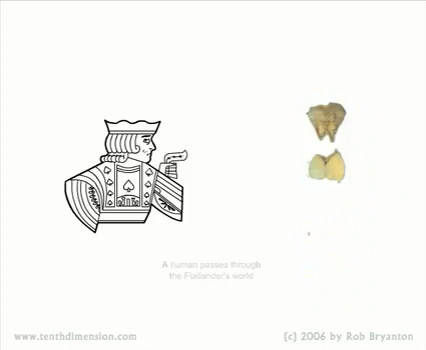 A human passes through
the Flatlander's world
www.tenthdimension.com
(c) 2006 by Rob Bryanton